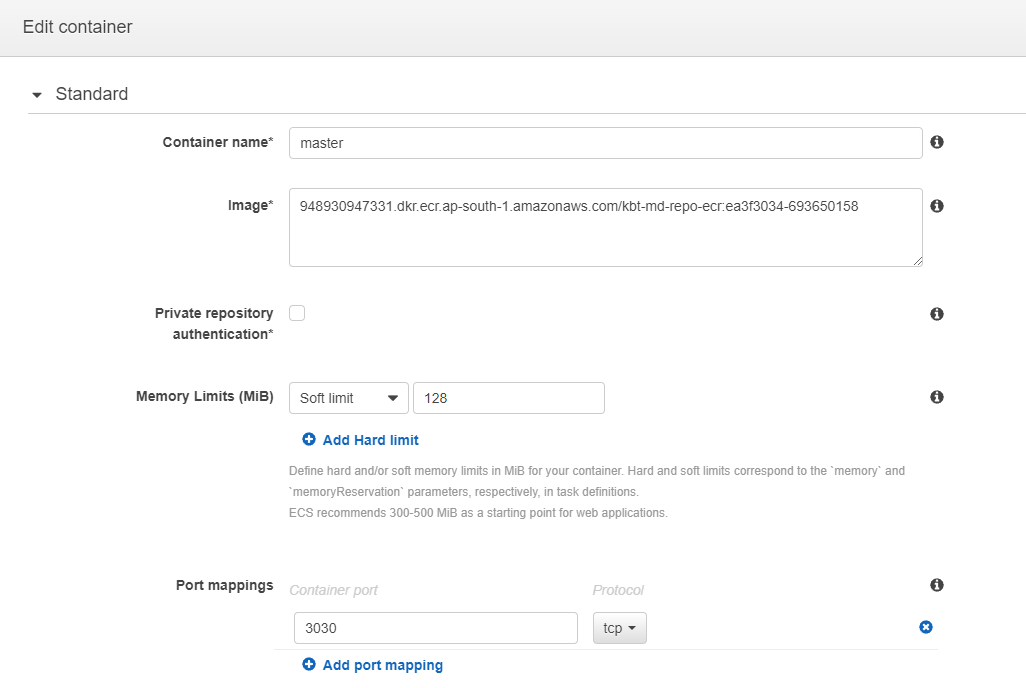 Edit container
Standard
Container name*
master
Image*
948930947331.dkr.ecr.ap-south-1.amazonaws.com/kbt-md-repo-ecr:ea3f3034-693650158
Private repository
authentication*
Memory Limits (MiB)
Soft limit
128
Add Hard limit
Define hard and/or soft memory limits in MiB for your container. Hard and soft limits correspond to the `memory` and
`memoryReservation` parameters, respectively, in task definitions.
ECS recommends 300-500 MiB as a starting point for web applications.
Port mappings
Container port
Protocol
3030
tcp
Add port mapping